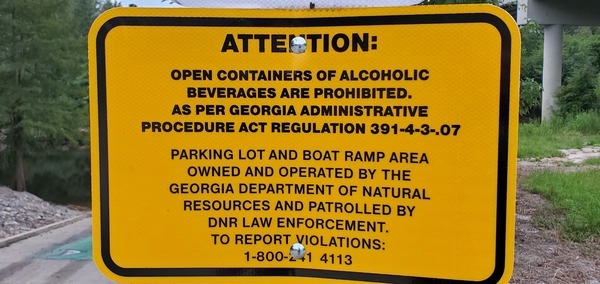 ATTENTION:
OPEN CONTAINERS OF ALCOHOLIC
BEVERAGES ARE PROHIBITED.
AS PER GEORGIA ADMINISTRATIVE
PROCEDURE ACT REGULATION 391-4-3-.07
PARKING LOT AND BOAT RAMP AREA
OWNED AND OPERATED BY THE
GEORGIA DEPARTMENT OF NATURAL
RESOURCES AND PATROLLED BY
DNR LAW ENFORCEMENT.
TO REPORT VIOLATIONS:
1-800-241 4113